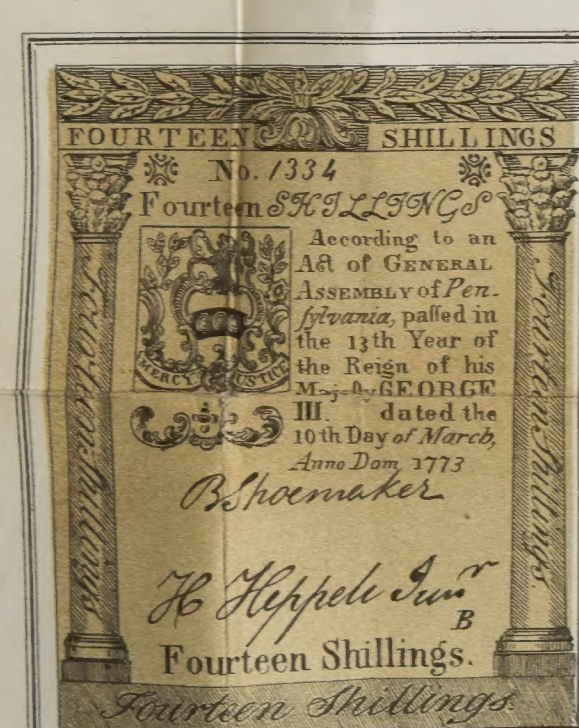 FOURTEEN SHILLINGS
No. 1334
Fourteen SHILLINGS
According to an
Act of GENERAL
ASSEMBLY of Pen-
ſylvania, paſſed in
the 13th Year of
the Reign of his
Majeſty GEORGE
III. dated the
10th Day of March,
Anno Dom 1773
MERCY JUSTICE
B Shoemaker
H Heppele Junr
B
Fourteen Shillings.
Fourteen Shillings.
Fourteen Shillings
Fourteen Shillings.